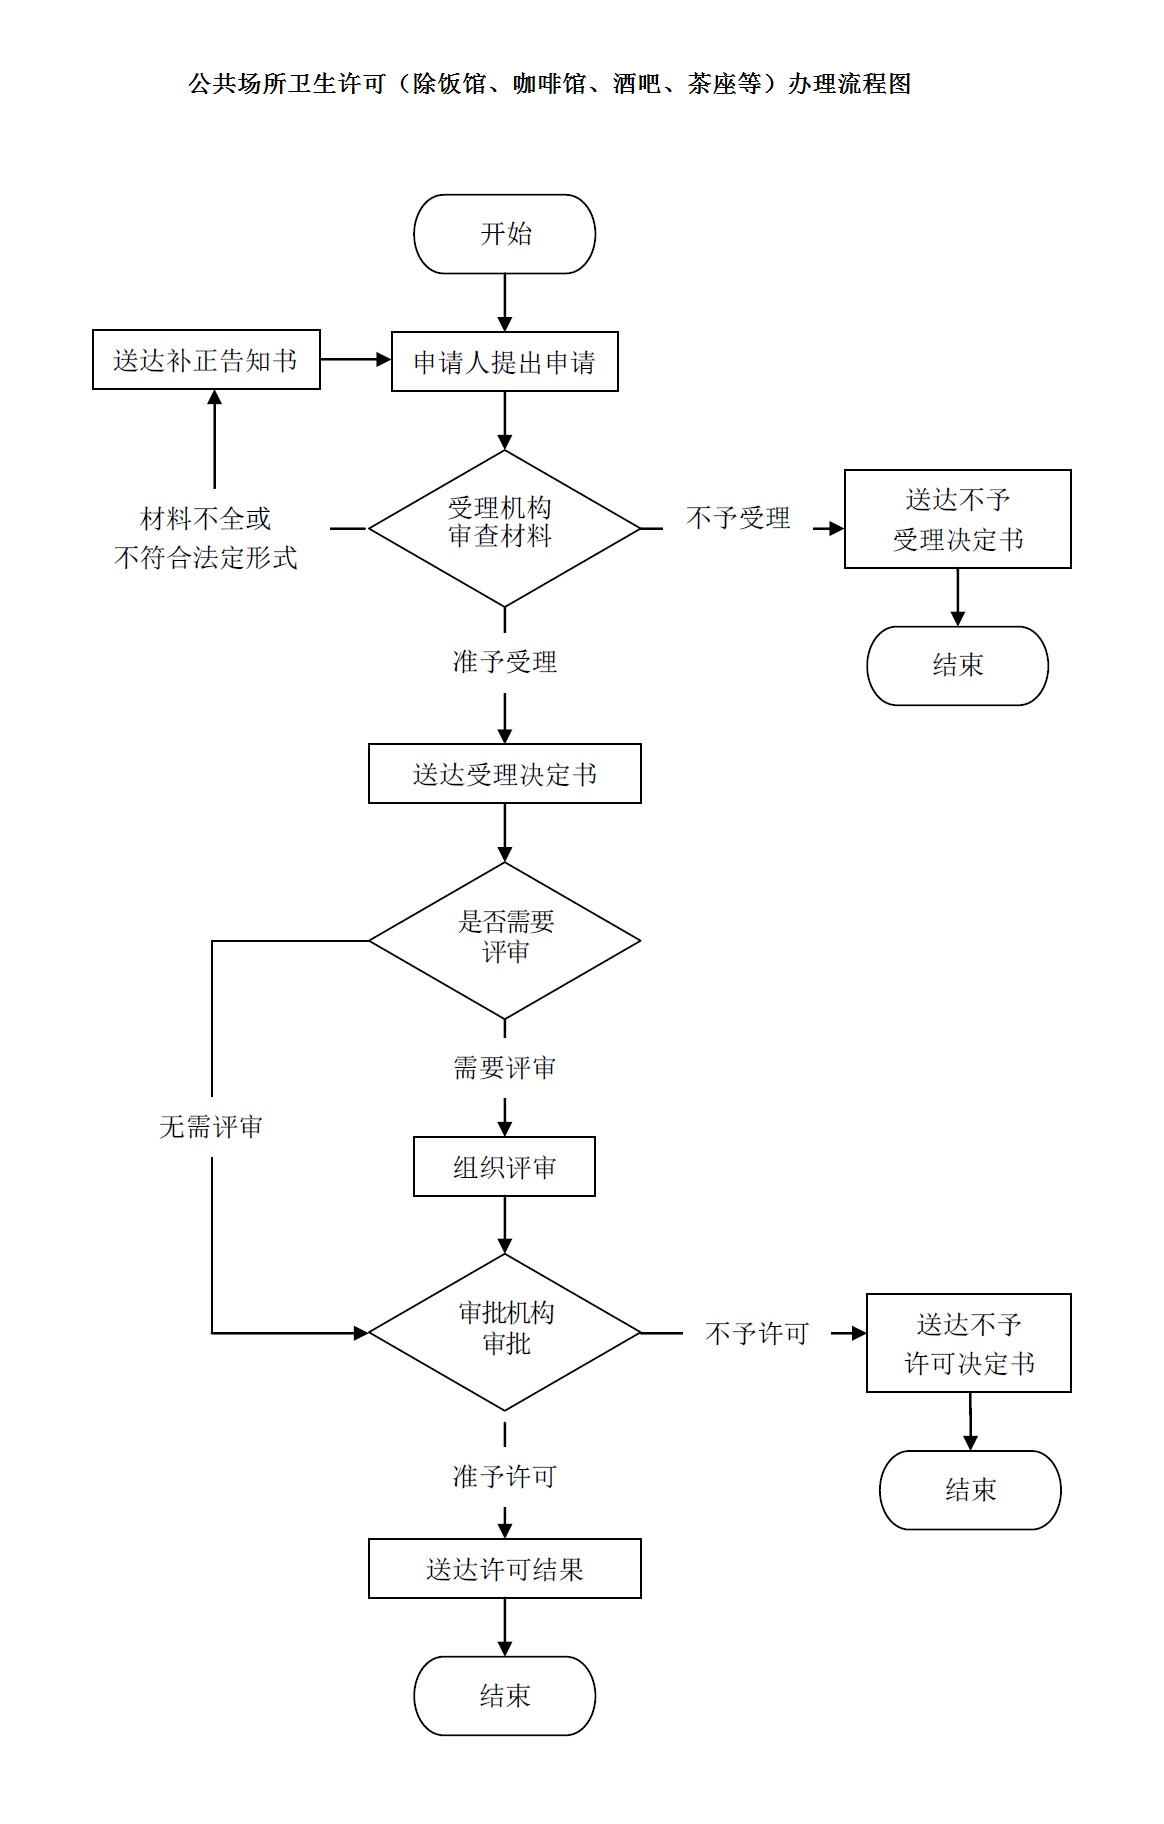 公共场所卫生许可（除饭馆、咖啡馆、酒吧、茶座等）办理流程图
开始
送达补正告知书
申请人提出申请
受理机构
审查材料
材料不全或
不符合法定形式
不予受理
送达不予
受理决定书
结束
准予受理
送达受理决定书
是否需要
评审
需要评审
无需评审
组织评审
审批机构
审批
不予许可
送达不予
许可决定书
结束
准予许可
送达许可结果
结束